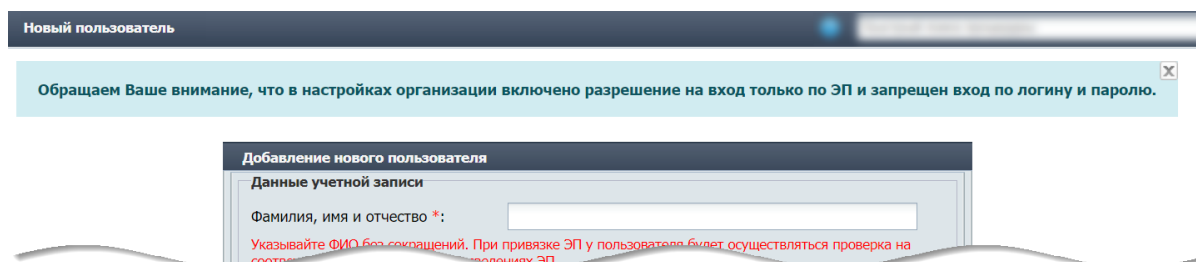 Новый пользователь
Обращаем Ваше внимание, что в настройках организации включено разрешение на вход только по ЭП и запрещен вход по логину и паролю.
Добавление нового пользователя
Данные учетной записи
Фамилия, имя и отчество *:
Указывайте ФИО без сокращений. При привязке ЭП у пользователя будет осуществляться проверка на
ЭП